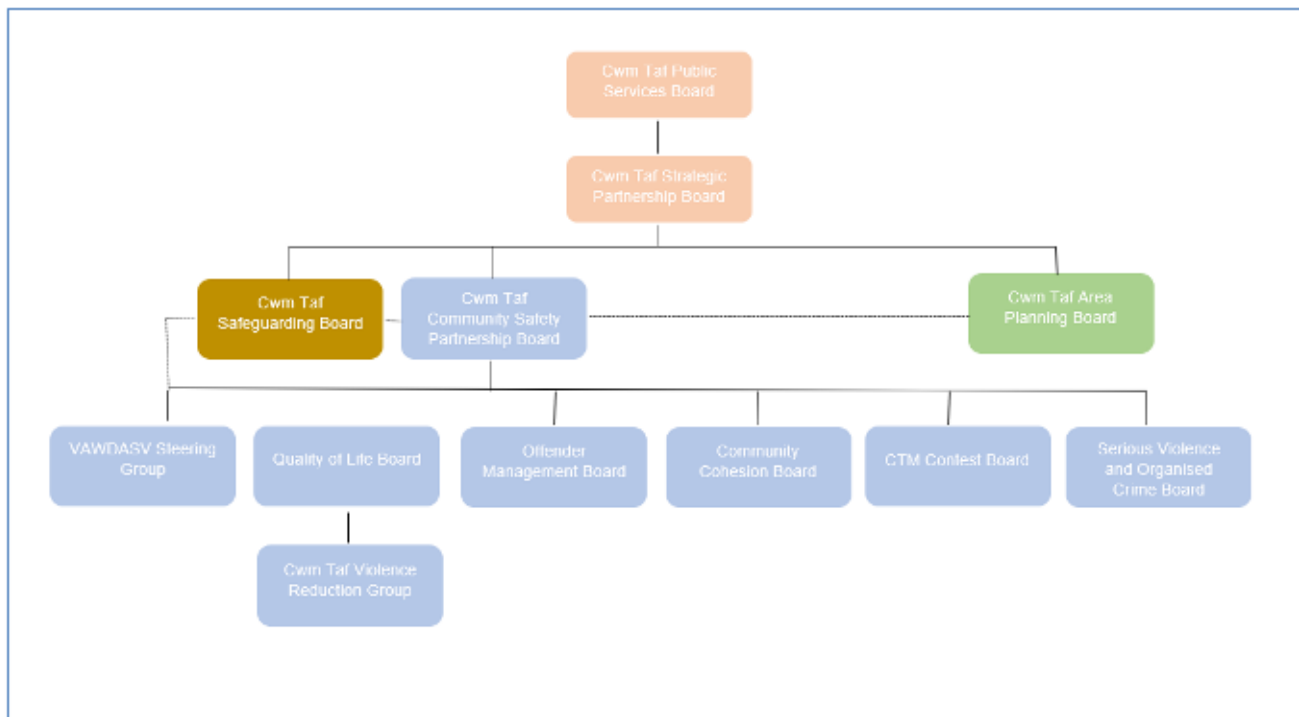 Cwm Taf Public
Services Board
Cwm Taf Strategic
Partnership Board
Cwm Taf
Safeguarding Board
Cwm Taf
Community Safety
Partnership Board
Cwm Taf Area
Planning Board
VAWDASV Steering
Group
Quality of Life Board
Offender
Management Board
Community
Cohesion Board
CTM Contest Board
Serious Violence
and Organised
Crime Board
Cwm Taf Violence
Reduction Group